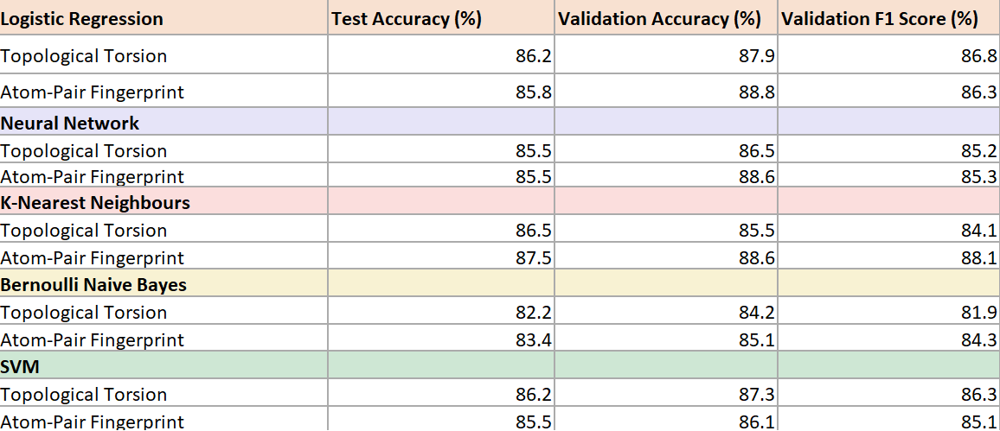 Logistic Regression Test Accuracy (%) Validation Accuracy (%) Validation F1 Score (%)
Topological Torsion 86.2 87.9 86.8
Atom-Pair Fingerprint 85.8 88.8 86.3
Neural Network
Topological Torsion 85.5 86.5 85.2
Atom-Pair Fingerprint 85.5 88.6 85.3
K-Nearest Neighbours
Topological Torsion 86.5 85.5 84.1
Atom-Pair Fingerprint 87.5 88.6 88.1
Bernoulli Naive Bayes
Topological Torsion 82.2 84.2 81.9
Atom-Pair Fingerprint 83.4 85.1 84.3
SVM
Topological Torsion 86.2 87.3 86.3
Atom-Pair Fingerprint 85.5 86.1 85.1